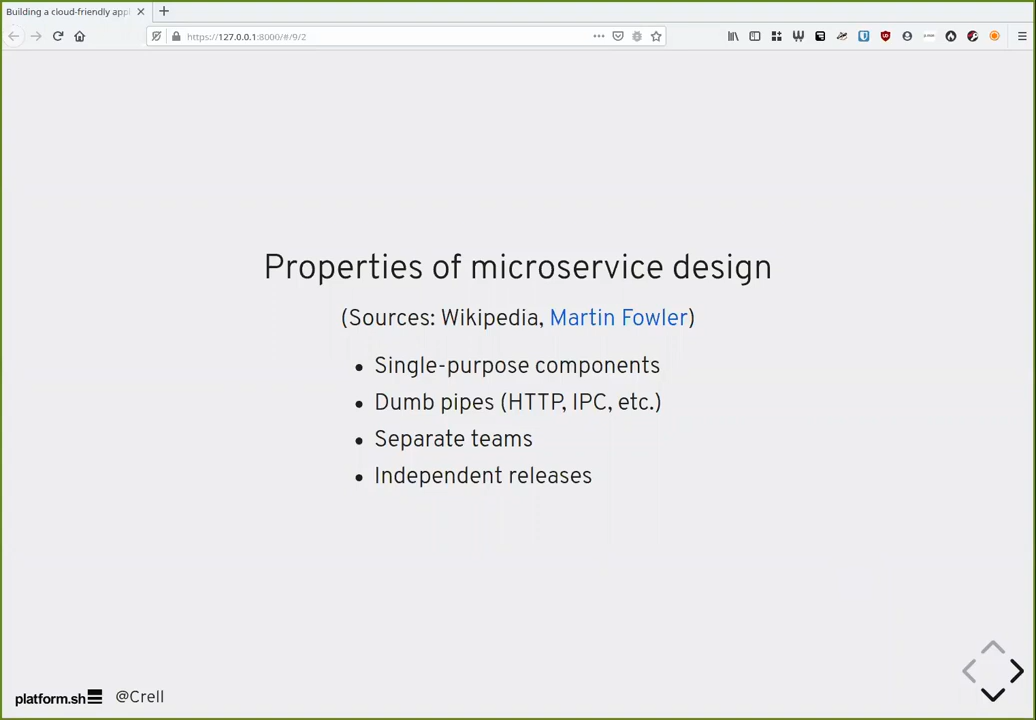 Building a cloud-friendly appl
https://127.0.0.1:8000/#/9/2
Properties of microservice design
(Sources: Wikipedia, Martin Fowler)
• Single-purpose components
• Dumb pipes (HTTP, IPC, etc.)
• Separate teams
• Independent releases
platform.sh @Crell